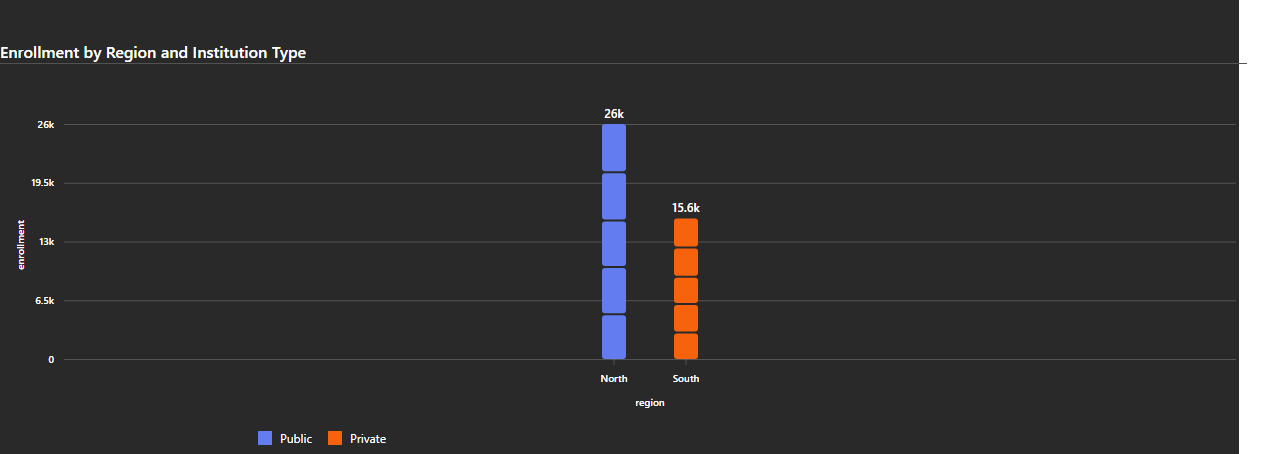 Enrollment by Region and Institution Type
26k
26k
19.5k
15.6k
13k
enrollment
6.5k
0
North South
region
Public Private